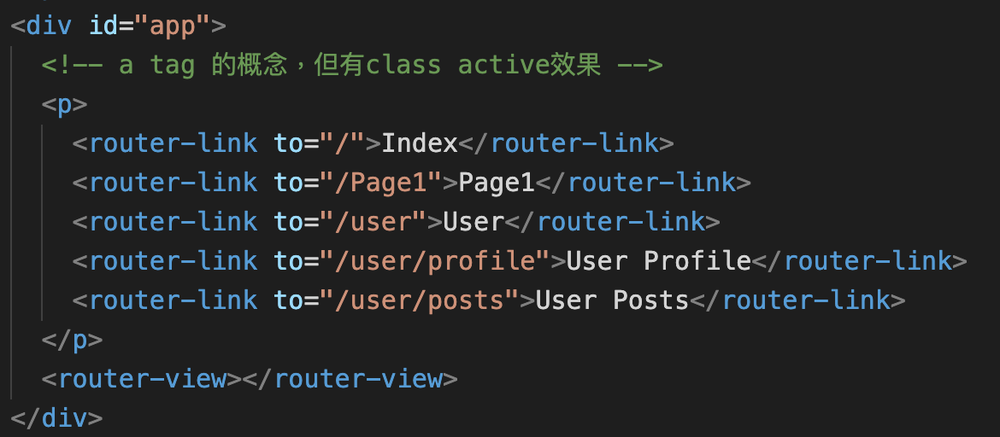 <div id="app">
<!-- a tag 的概念，但有class active效果 -->
<p>
<router-link to="/">Index</router-link>
<router-link to="/Page1">Page1</router-link>
<router-link to="/user">User</router-link>
<router-link to="/user/profile">User Profile</router-link>
<router-link to="/user/posts">User Posts</router-link>
</p>
<router-view></router-view>
</div>